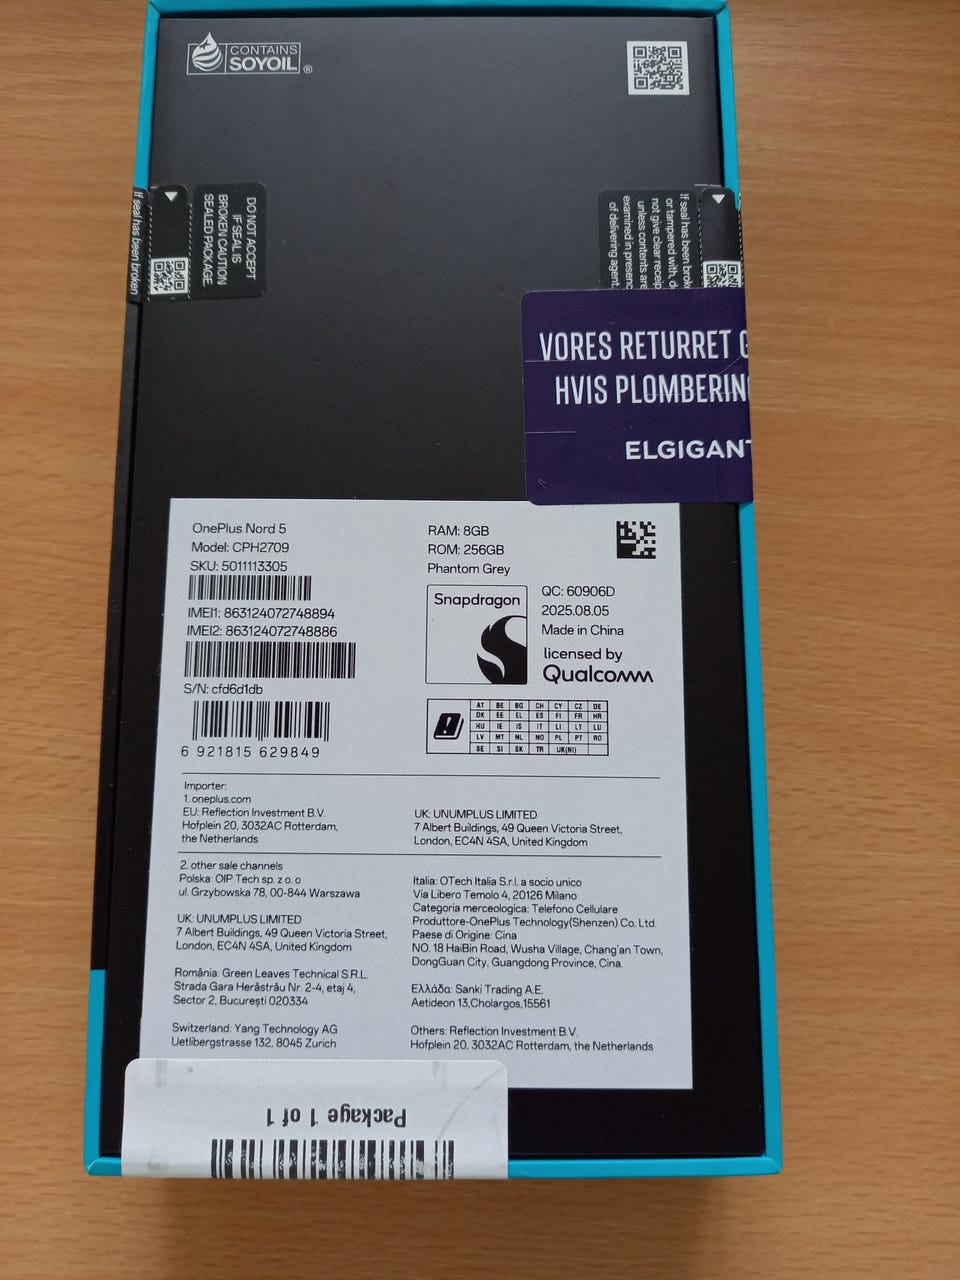 CONTAINS
SOYOIL ®
If seal has been broken
DO NOT ACCEPT
IF SEAL IS
BROKEN CAUTION
SEALED PACKAGE.
If seal has been
or tampered with,
not give clear
unless contents are
examined in
of delivering agent
VORES RETURRET
HVIS
ELGIGANT
OnePlus Nord 5
Model: CPH2709
SKU: 5011113305
IMEI1: 863124072748894
IMEI2: 863124072748886
S/N: cfd6d1db
6 921815 629849
RAM: 8GB
ROM: 256GB
Phantom Grey
Snapdragon
QC: 60906D
2025.08.05
Made in China
licensed by
Qualcomm
AT BE BG CH CY CZ DE
DK EE EL ES FI FR HR
HU IE IS IT LI LT LU
LV MT NL NO PL PT RO
SE SI SK TR UK(NI)
Importer:
1. oneplus.com
EU: Reflection Investment B.V.
Hofplein 20, 3032AC Rotterdam,
the Netherlands
UK: UNUMPLUS LIMITED
7 Albert Buildings, 49 Queen Victoria Street,
London, EC4N 4SA, United Kingdom
2. other sale channels
Polska: OIP Tech sp. z o. o
ul. Grzybowska 78, 00-844 Warszawa
UK: UNUMPLUS LIMITED
7 Albert Buildings, 49 Queen Victoria Street,
London, EC4N 4SA, United Kingdom
România: Green Leaves Technical S.R.L.
Strada Gara Herăstrău Nr. 2-4, etaj 4,
Sector 2, Bucureşti 020334
Switzerland: Yang Technology AG
Uetlibergstrasse 132, 8045 Zurich
Italia: OTech Italia S.r.l. a socio unico
Via Libero Temolo 4, 20126 Milano
Categoria merceologica: Telefono Cellulare
Produttore-OnePlus Technology(Shenzen) Co. Ltd.
Paese di Origine: Cina
NO. 18 HaiBin Road, Wusha Village, Chang'an Town,
DongGuan City, Guangdong Province, Cina.
Ελλάδα: Sanki Trading A.E.
Aetideon 13,Cholargos,15561
Others: Reflection Investment B.V.
Hofplein 20, 3032AC Rotterdam, the Netherlands
Package 1 of 1